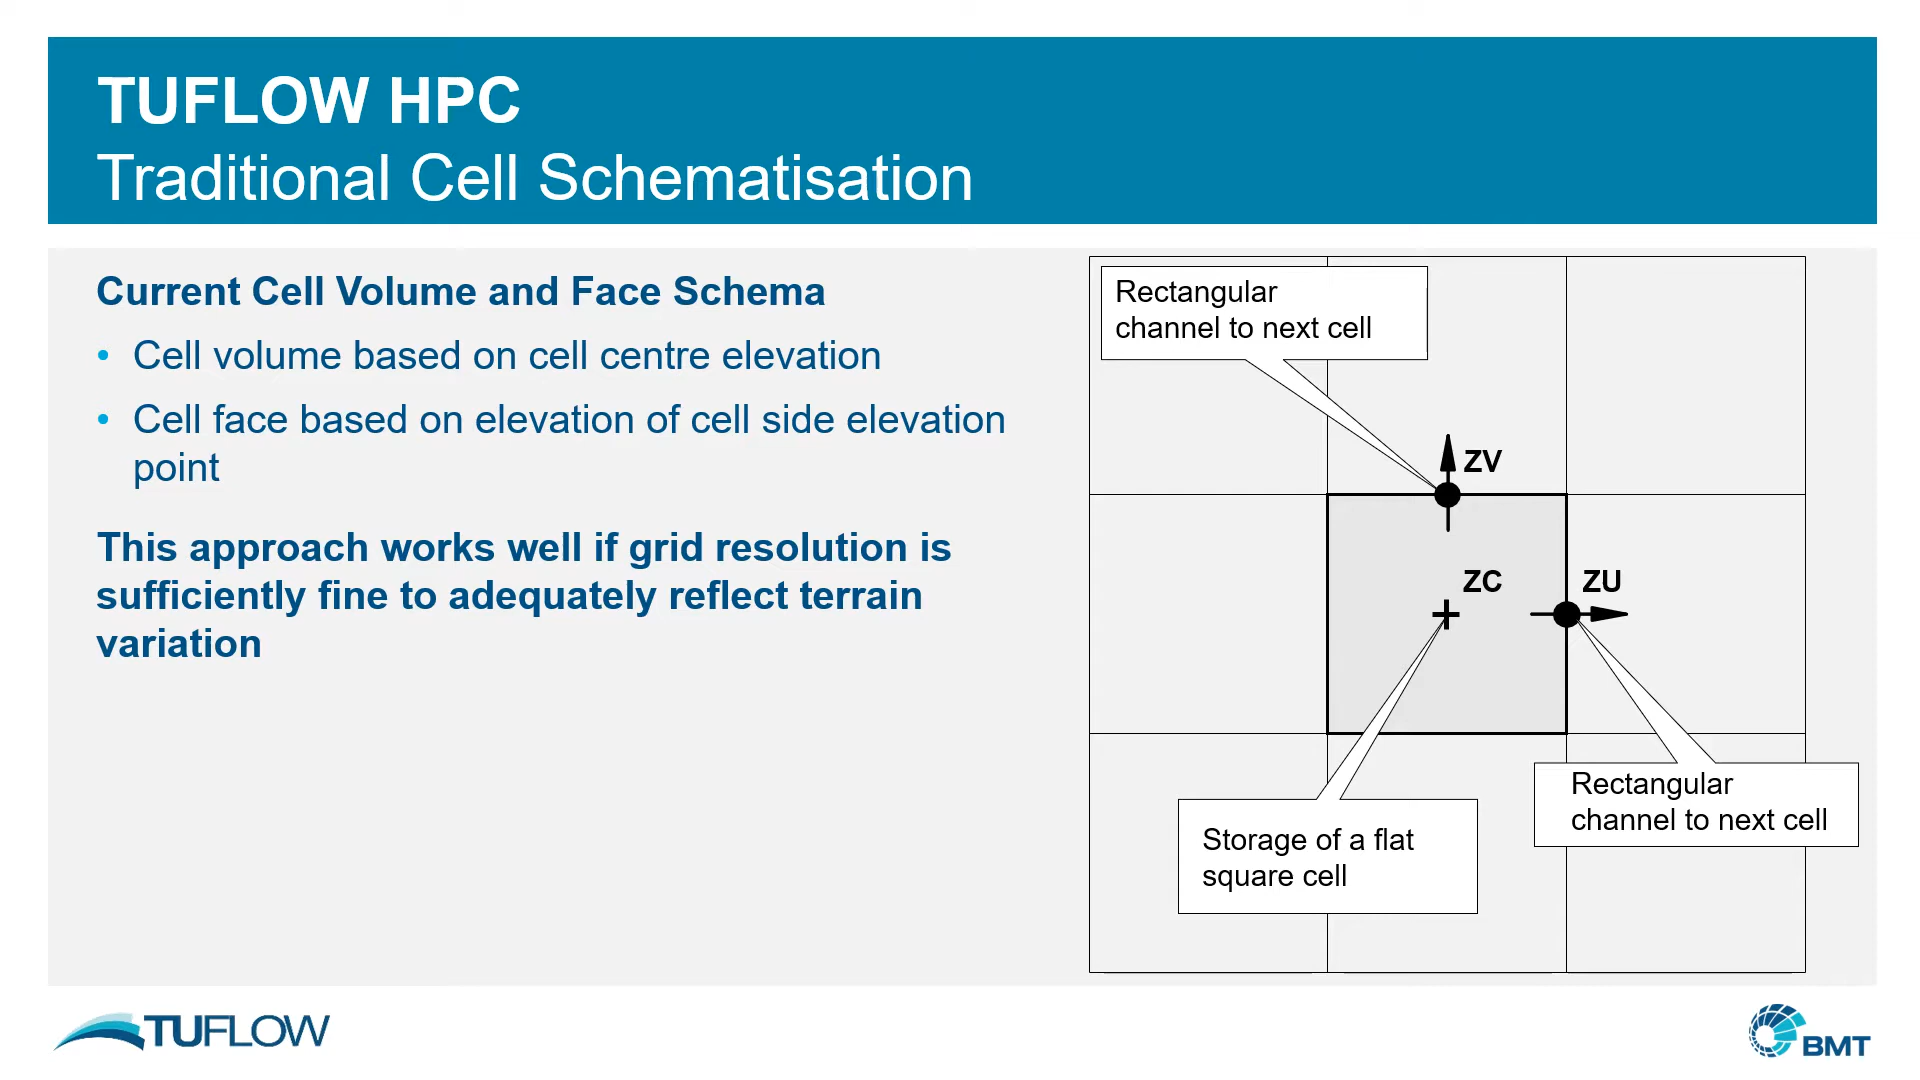 TUFLOW HPC
Traditional Cell Schematisation
Current Cell Volume and Face Schema
• Cell volume based on cell centre elevation
• Cell face based on elevation of cell side elevation
point
This approach works well if grid resolution is
sufficiently fine to adequately reflect terrain
variation
Rectangular
channel to next cell
ZV
ZC
ZU
Rectangular
channel to next cell
Storage of a flat
square cell
TUFLOW
BMT